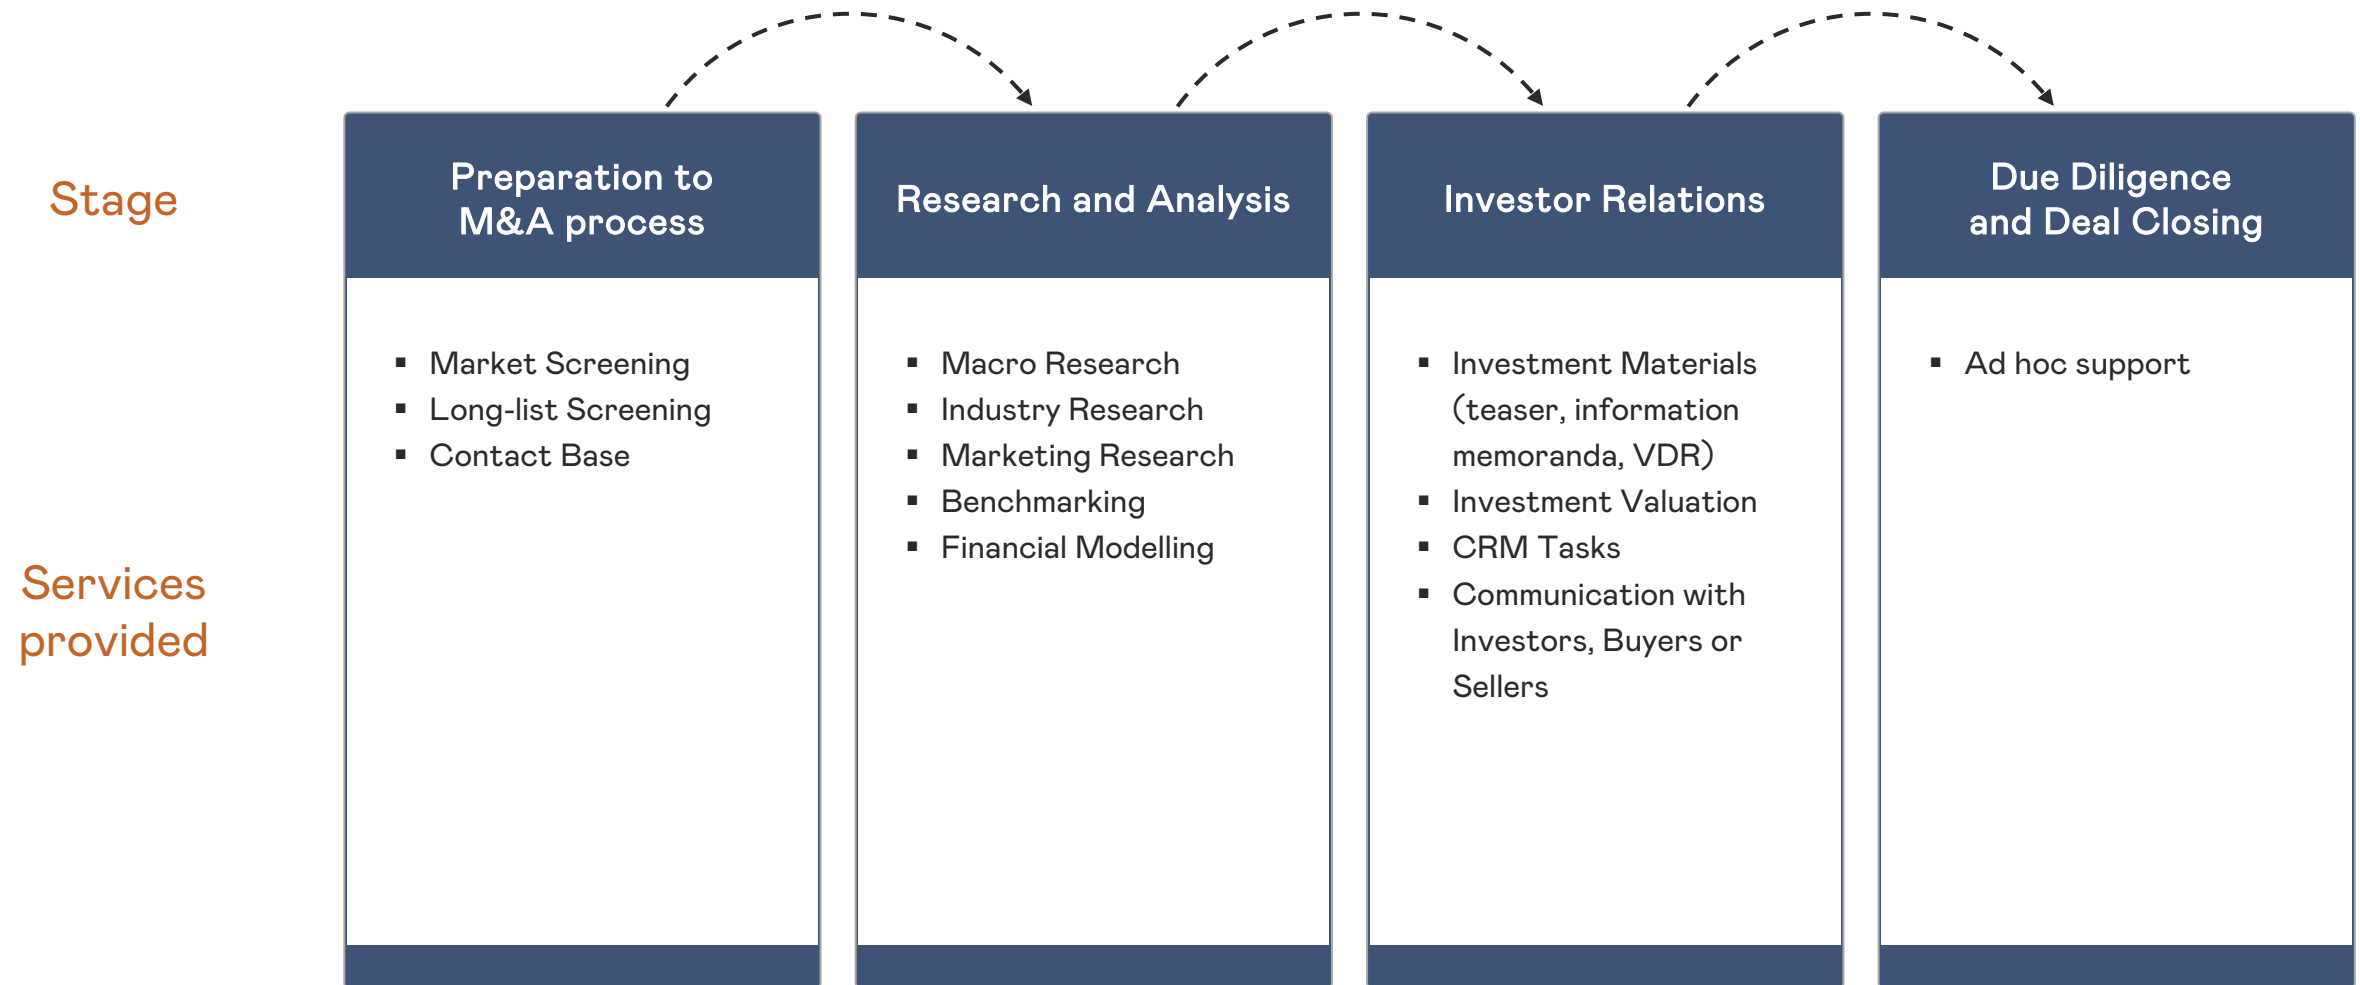 Stage
Preparation to
M&A process
Research and Analysis
Investor Relations
Due Diligence
and Deal Closing
Services
provided
▪ Market Screening
▪ Long-list Screening
▪ Contact Base
▪ Macro Research
▪ Industry Research
▪ Marketing Research
▪ Benchmarking
▪ Financial Modelling
▪ Investment Materials
(teaser, information
memoranda, VDR)
▪ Investment Valuation
▪ CRM Tasks
▪ Communication with
Investors, Buyers or
Sellers
▪ Ad hoc support